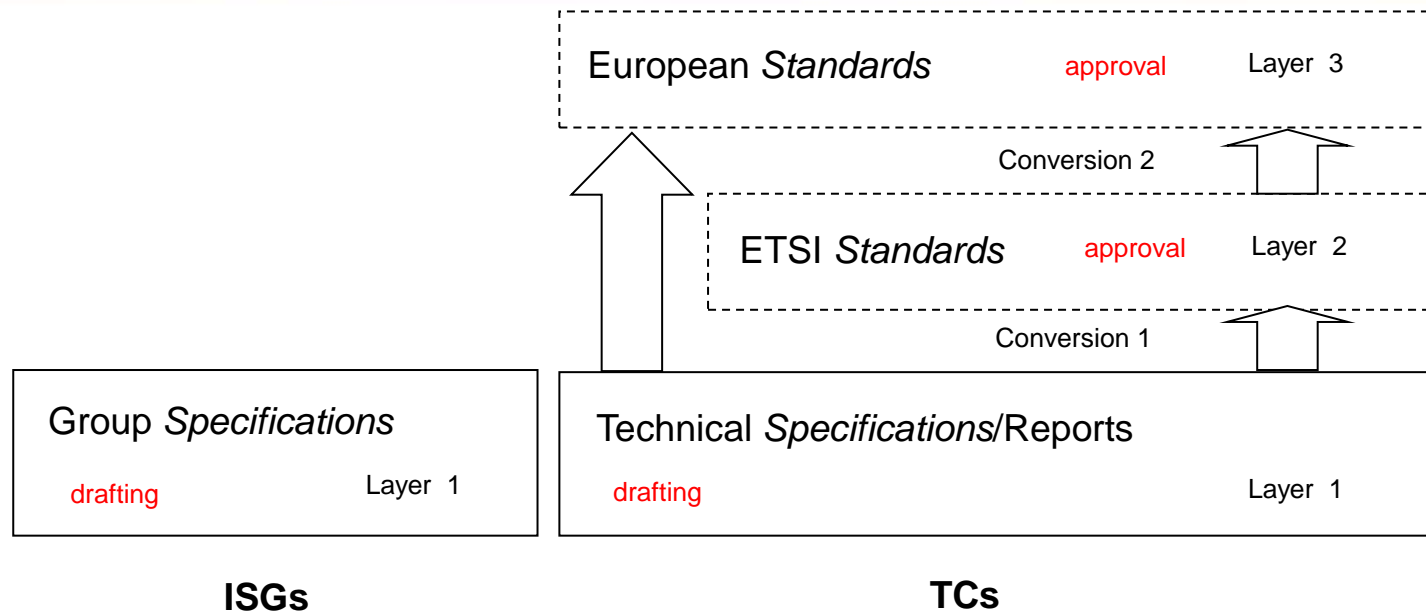 European Standards approval Layer 3
Conversion 2
ETSI Standards approval Layer 2
Conversion 1
Group Specifications
drafting Layer 1
Technical Specifications/Reports
drafting Layer 1
ISGs
TCs